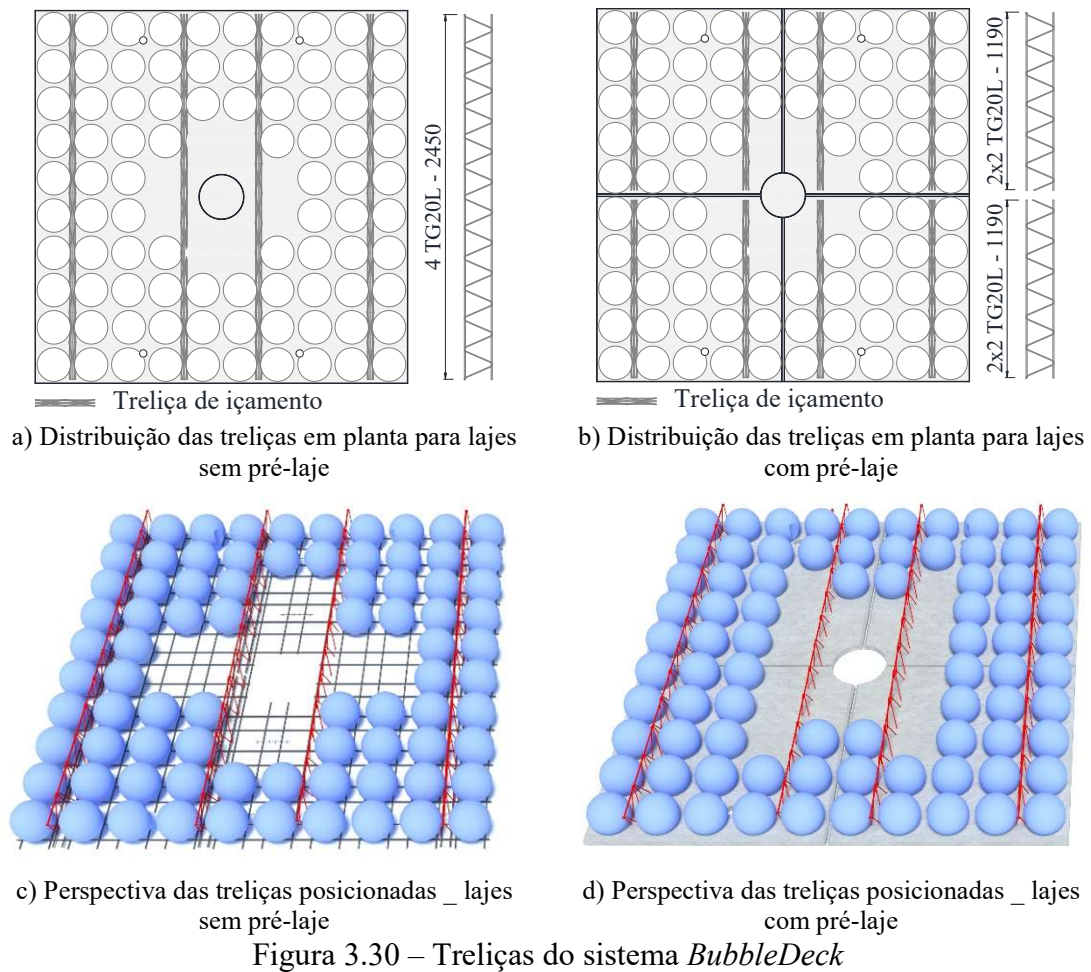 4 TG20L - 2450
2x2 TG20L - 1190
2x2 TG20L - 1190
Treliça de içamento
Treliça de içamento
a) Distribuição das treliças em planta para lajes
sem pré-laje
b) Distribuição das treliças em planta para lajes
com pré-laje
c) Perspectiva das treliças posicionadas _ lajes
sem pré-laje
d) Perspectiva das treliças posicionadas _ lajes
com pré-laje
Figura 3.30 – Treliças do sistema BubbleDeck